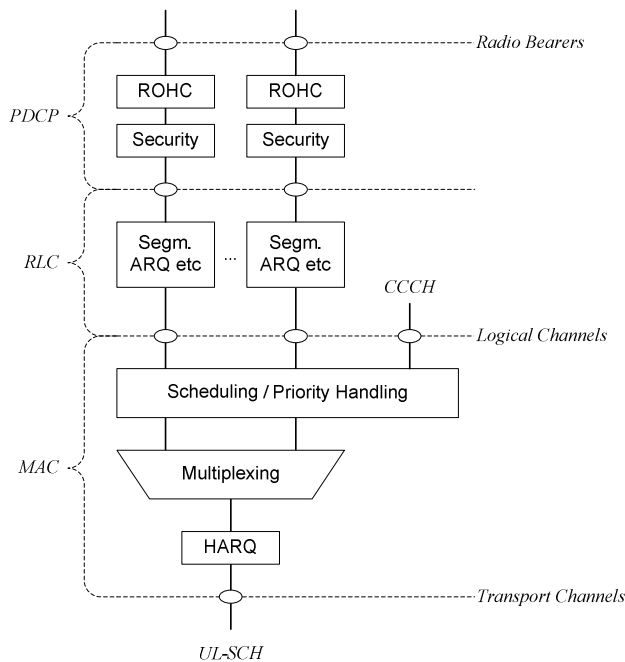 Radio Bearers
ROHC ROHC
PDCP
Security Security
Segm. ARQ etc ... Segm. ARQ etc
RLC
CCCH
Logical Channels
Scheduling / Priority Handling
MAC
Multiplexing
HARQ
Transport Channels
UL-SCH